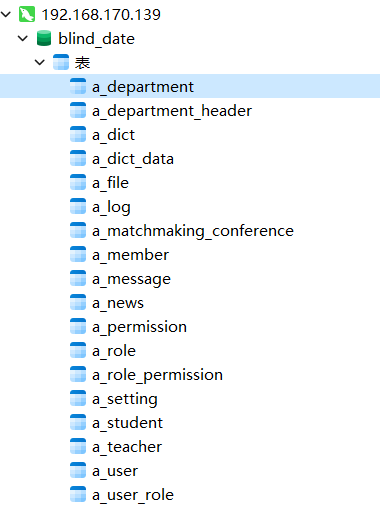 192.168.170.139
blind_date
表
a_department
a_department_header
a_dict
a_dict_data
a_file
a_log
a_matchmaking_conference
a_member
a_message
a_news
a_permission
a_role
a_role_permission
a_setting
a_student
a_teacher
a_user
a_user_role